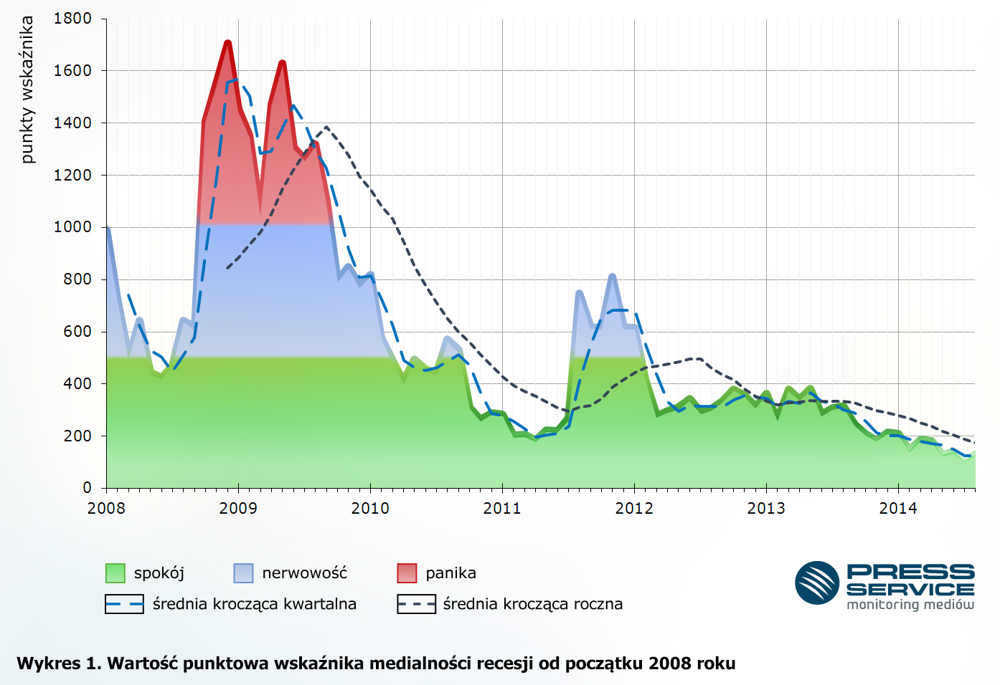 punkty wskaźnika
1800
1600
1400
1200
1000
800
600
400
200
0
2008 2009 2010 2011 2012 2013 2014
spokój nerwowość panika
średnia krocząca kwartalna średnia krocząca roczna
PRESS
SERVICE
monitoring mediów
Wykres 1. Wartość punktowa wskaźnika medialności recesji od początku 2008 roku